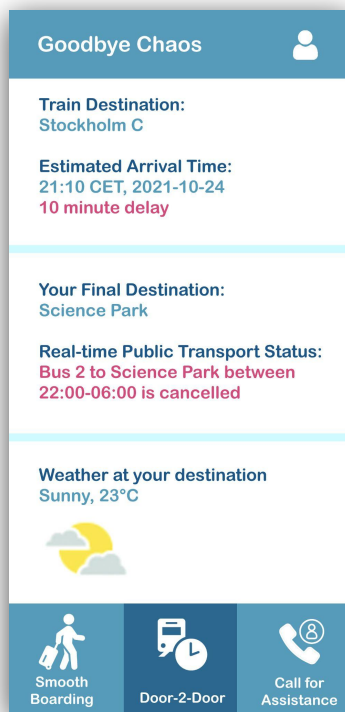 Goodbye Chaos
Train Destination:
Stockholm C
Estimated Arrival Time:
21:10 CET, 2021-10-24
10 minute delay
Your Final Destination:
Science Park
Real-time Public Transport Status:
Bus 2 to Science Park between
22:00-06:00 is cancelled
Weather at your destination
Sunny, 23°C
Smooth
Boarding
Door-2-Door
Call for
Assistance